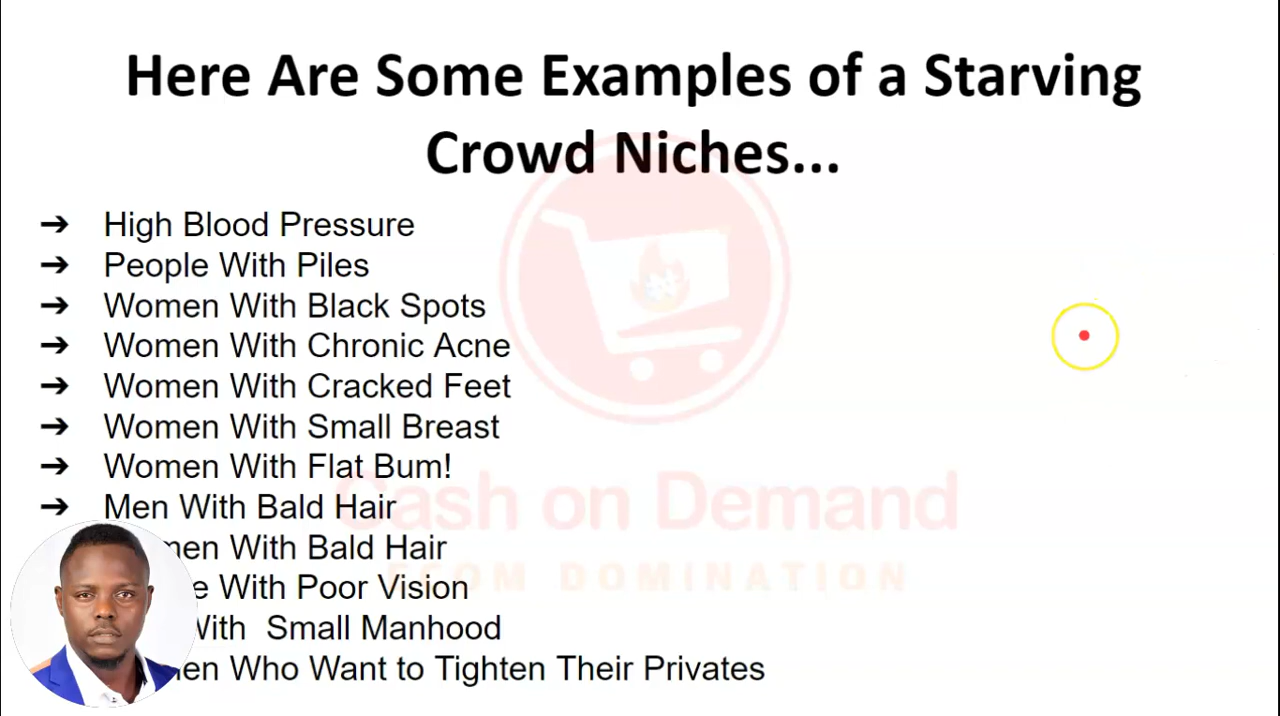 Here Are Some Examples of a Starving
Crowd Niches...
➔ High Blood Pressure
➔ People With Piles
➔ Women With Black Spots
➔ Women With Chronic Acne
➔ Women With Cracked Feet
➔ Women With Small Breast
➔ Women With Flat Bum!
➔ Men With Bald Hair
men With Bald Hair
e With Poor Vision
With Small Manhood
men Who Want to Tighten Their Privates
Cash on Demand
ECOM DOMINATION